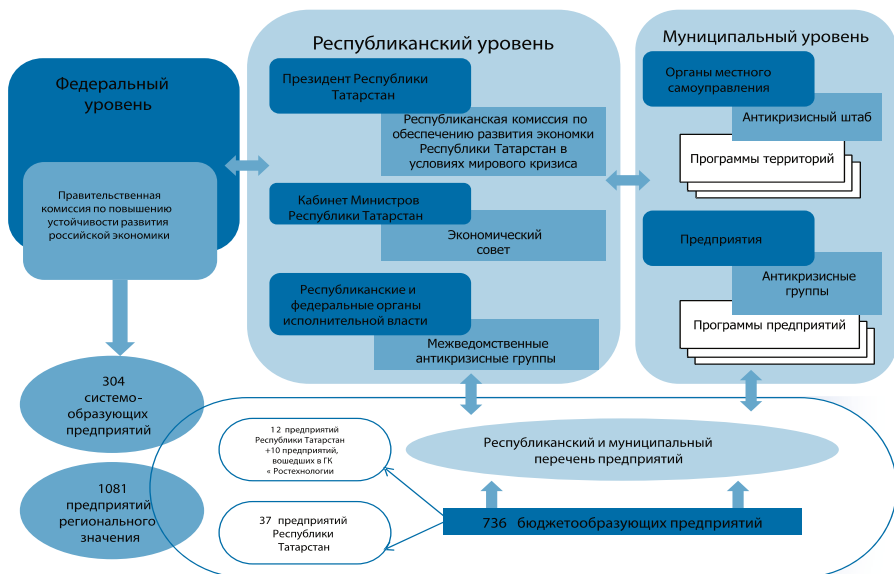 Федеральный
уровень
Правительственная
комиссия по повышению
устойчивости развития
российской экономики
304
системо-
образующих
предприятий
1081
предприятий
регионального
значения
Республиканский уровень
Президент Республики
Татарстан
Республиканская комиссия по
обеспечению развития экономки
Республики Татарстан в
условиях мирового кризиса
Кабинет Министров
Республики Татарстан
Экономический
совет
Республиканские и
федеральные органы
исполнительной власти
Межведомственные
антикризисные группы
Муниципальный уровень
Органы местного
самоуправления
Антикризисный штаб
Программы территорий
Предприятия
Антикризисные
группы
Программы предприятий
12 предприятий
Республики Татарстан
+10 предприятий,
вошедших в ГК
« Ростехнологии
37 предприятий
Республики
Татарстан
Республиканский и муниципальный
перечень предприятий
736 бюджетообразующих предприятий